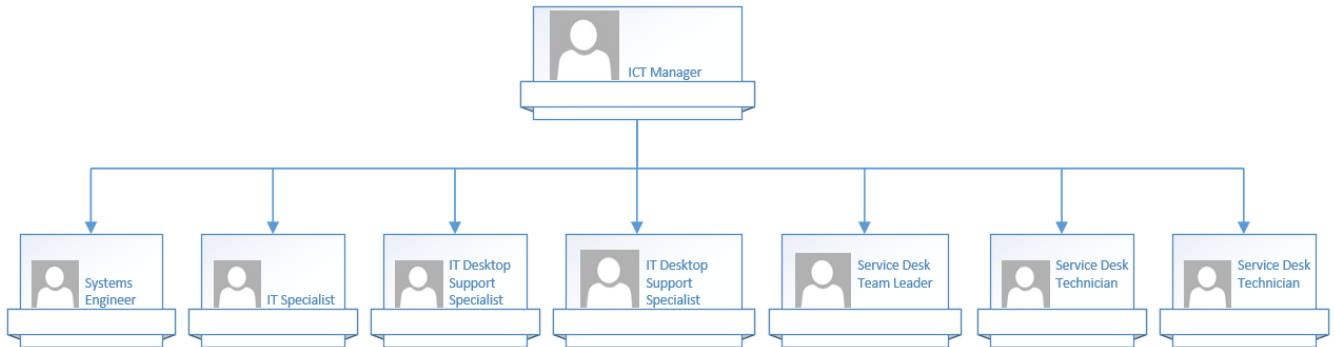 ICT Manager
Systems
Engineer
IT Specialist
IT Desktop
Support
Specialist
IT Desktop
Support
Specialist
Service Desk
Team Leader
Service Desk
Technician
Service Desk
Technician